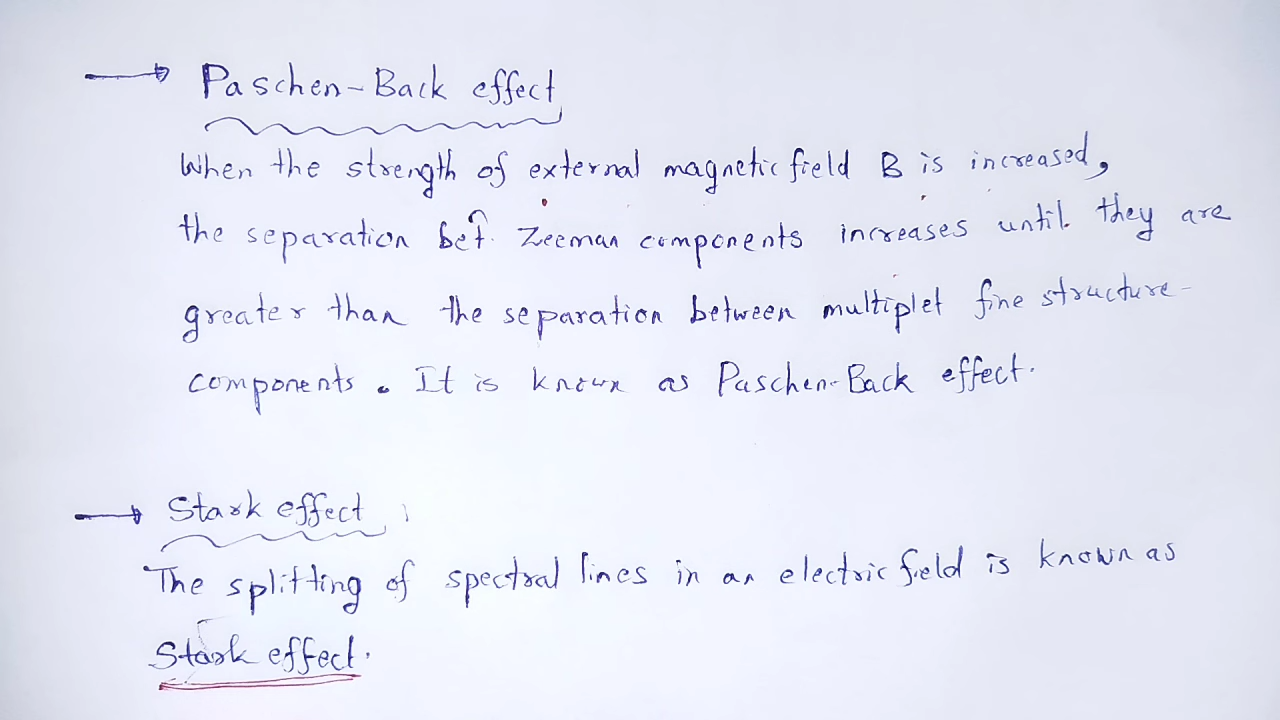 Paschen-Back effect
When the strength of external magnetic field B is increased,
the separation bet. Zeeman components increases until they are
greater than the separation between multiplet fine structure-
components. It is known as Paschen-Back effect.
Stark effect
The splitting of spectral lines in an electric field is known as
Stark effect.